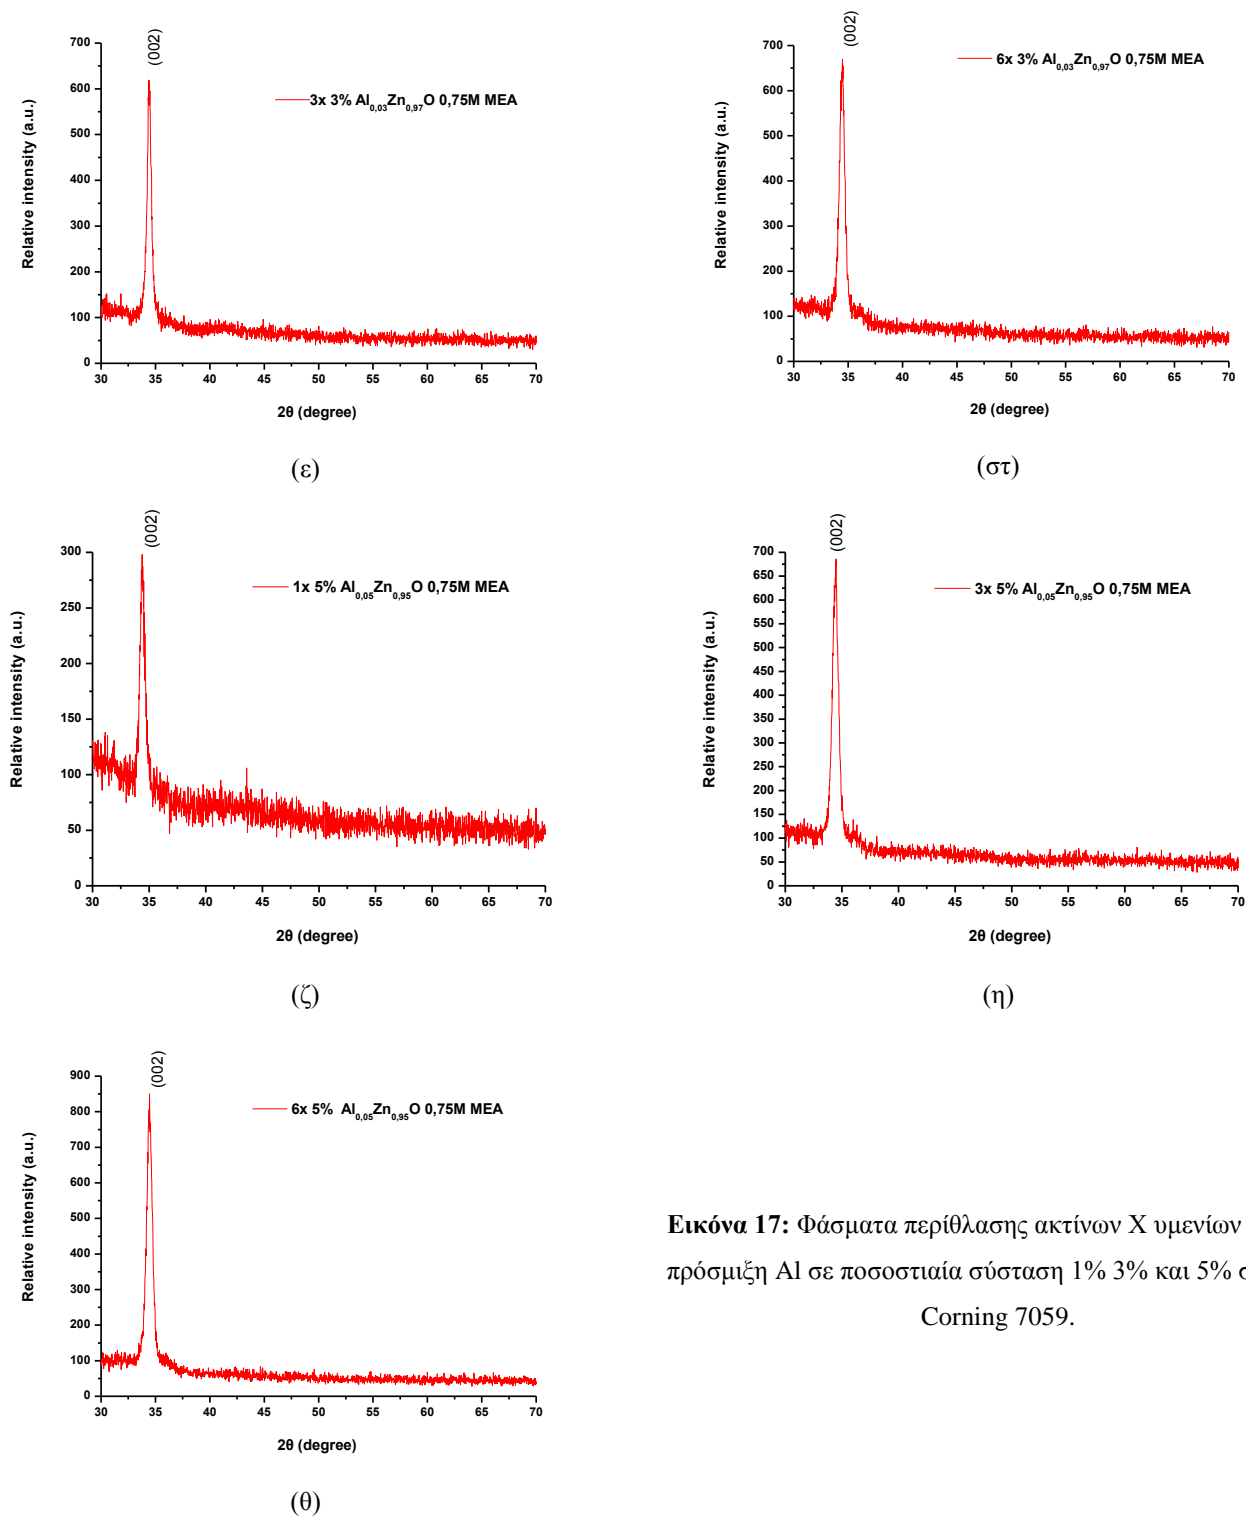 (002)
700
600
500
400
300
200
100
0
3x 3% Al0,03Zn0,97O 0,75M MEA
Relative intensity (a.u.)
30 35 40 45 50 55 60 65 70
2θ (degree)
(ε)
(002)
700
650
600
550
500
450
400
350
300
250
200
150
100
50
0
6x 3% Al0,03Zn0,97O 0,75M MEA
Relative intensity (a.u.)
30 35 40 45 50 55 60 65 70
2θ (degree)
(στ)
(002)
300
250
200
150
100
50
0
1x 5% Al0,05Zn0,95O 0,75M MEA
Relative intensity (a.u.)
30 35 40 45 50 55 60 65 70
2θ (degree)
(ζ)
(002)
700
650
600
550
500
450
400
350
300
250
200
150
100
50
0
3x 5% Al0,05Zn0,95O 0,75M MEA
Relative intensity (a.u.)
30 35 40 45 50 55 60 65 70
2θ (degree)
(η)
(002)
900
800
700
600
500
400
300
200
100
0
6x 5% Al0,05Zn0,95O 0,75M MEA
Relative intensity (a.u.)
30 35 40 45 50 55 60 65 70
2θ (degree)
(θ)
Εικόνα 17: Φάσματα περίθλασης ακτίνων Χ υμενίων
πρόσμιξη Al σε ποσοστιαία σύσταση 1% 3% και 5%
Corning 7059.